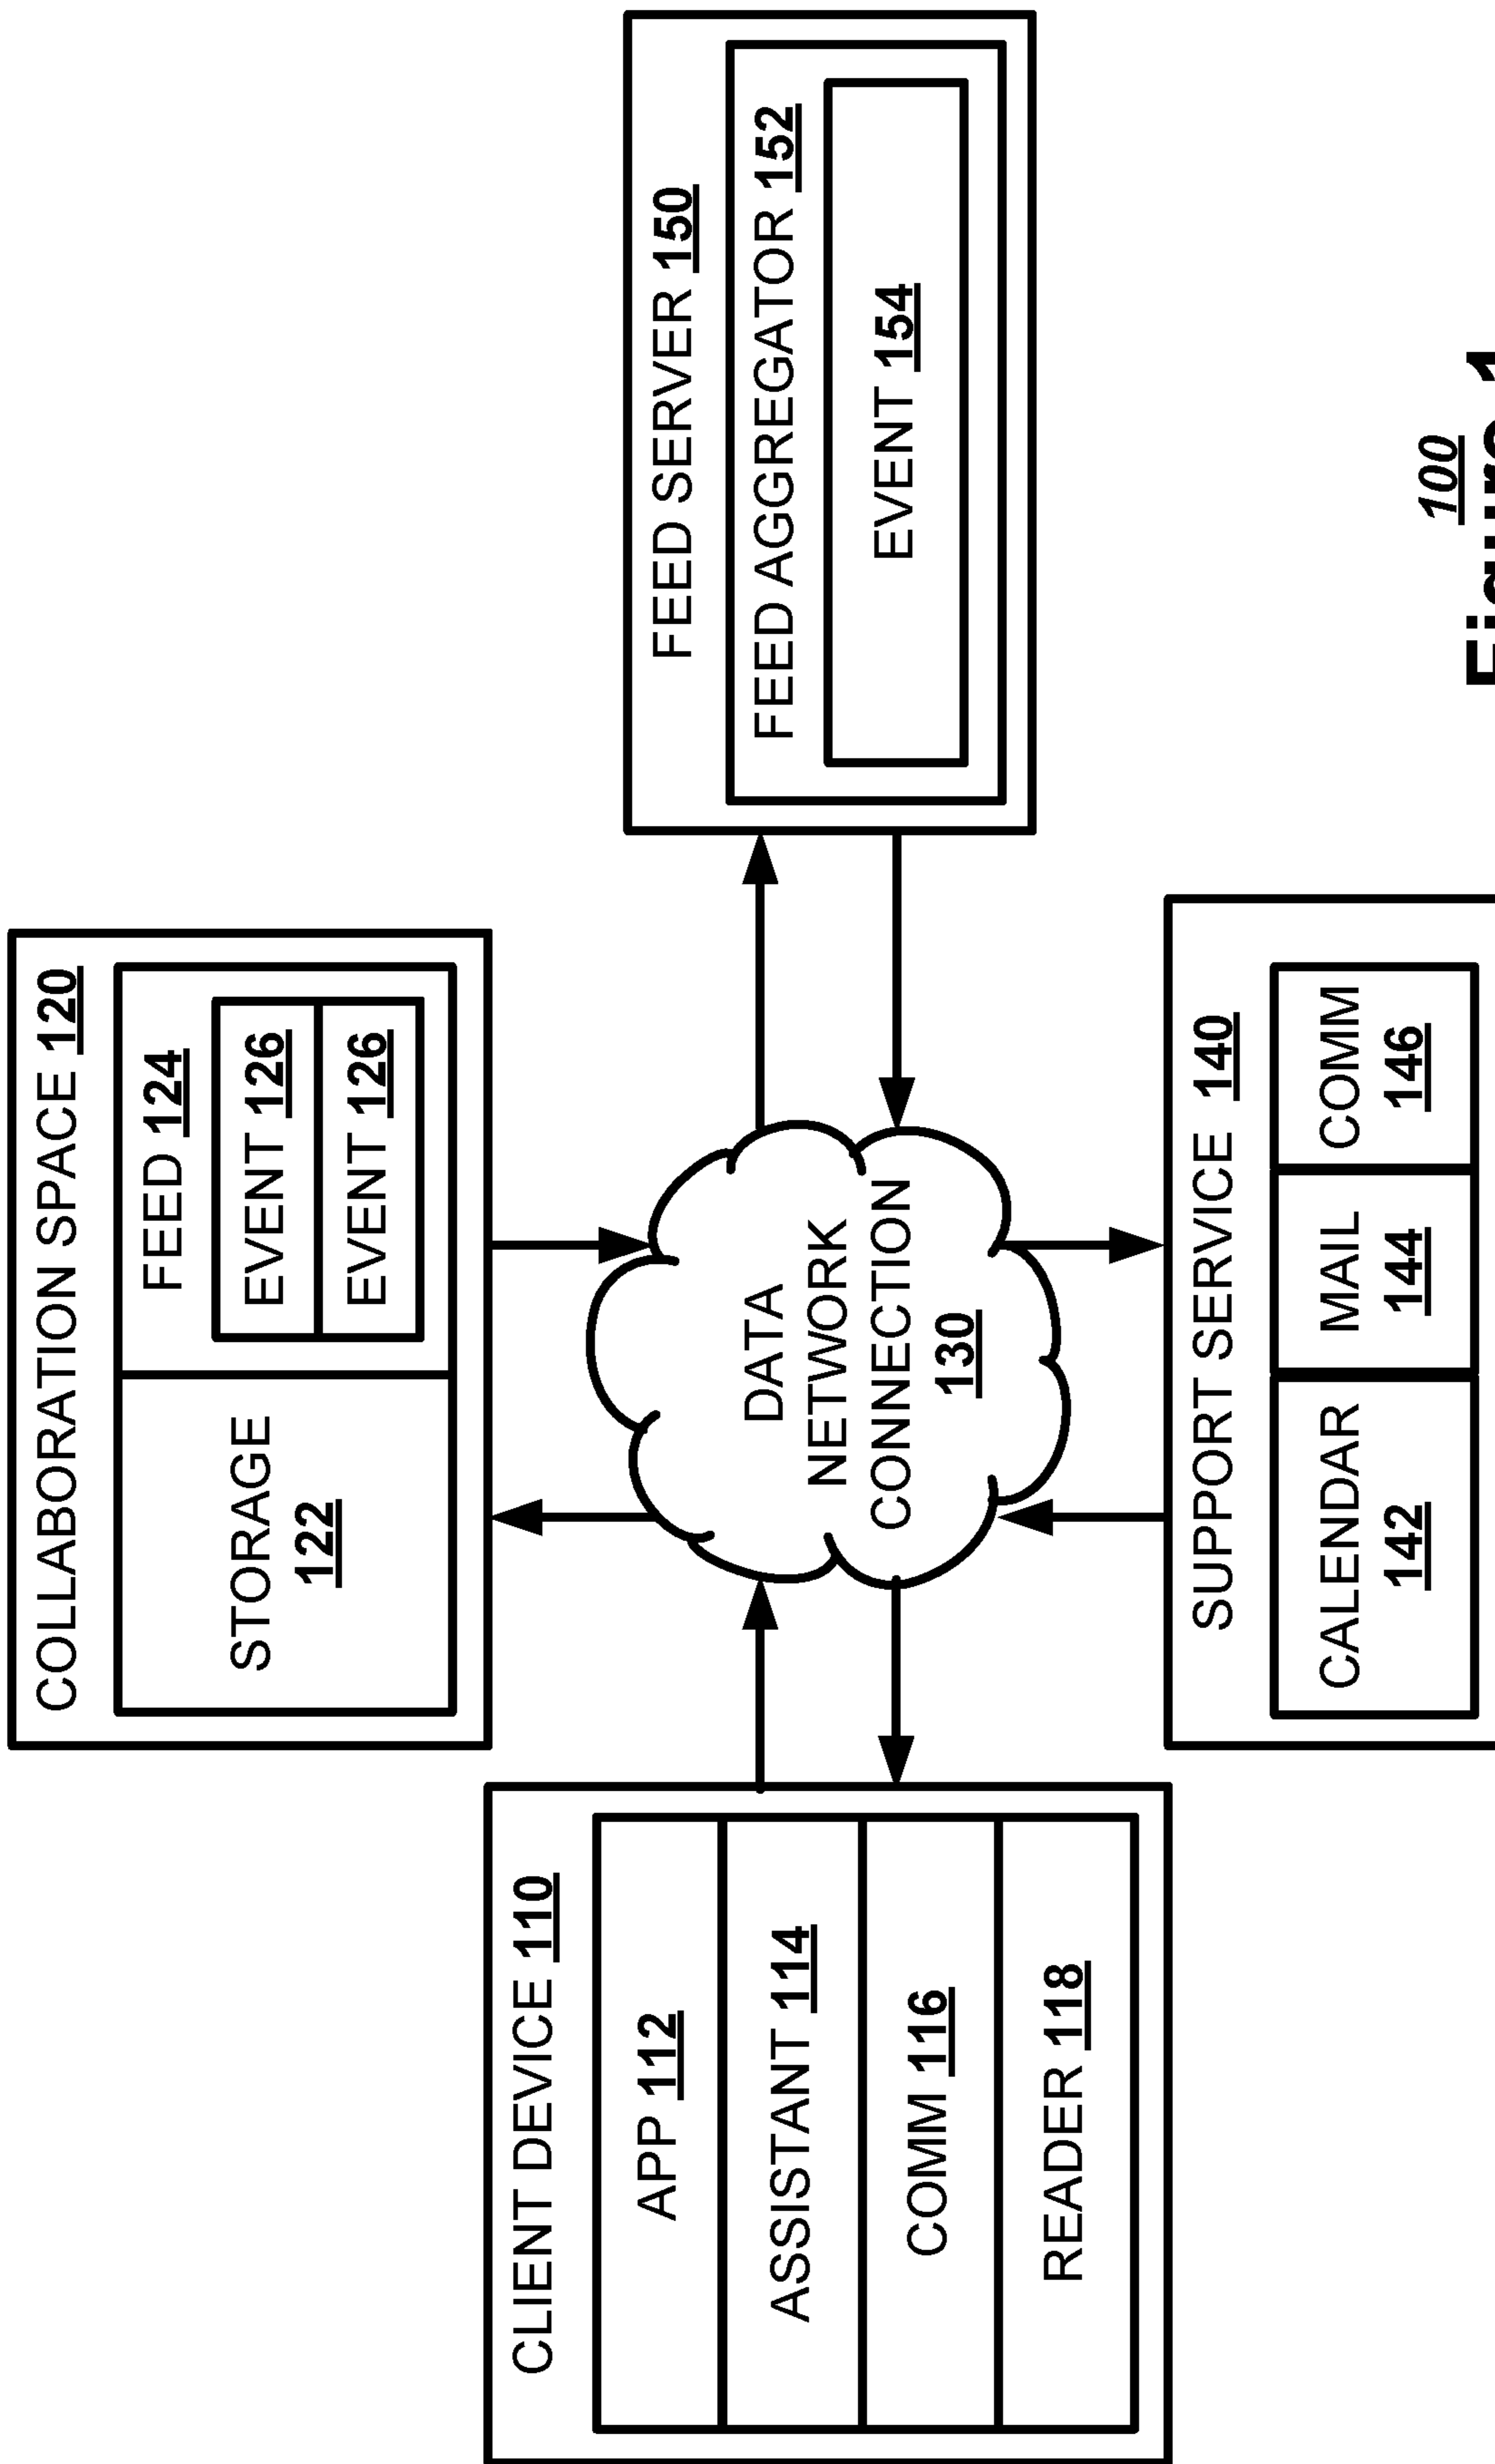 COLLABORATION SPACE 120
STORAGE
122
FEED 124
EVENT 126
EVENT 126
CLIENT DEVICE 110
APP 112
ASSISTANT 114
COMM 116
READER 118
DATA
NETWORK
CONNECTION
130
FEED SERVER 150
FEED AGGREGATOR 152
EVENT 154
SUPPORT SERVICE 140
CALENDAR
142
MAIL
144
COMM
146
100
Figure 1